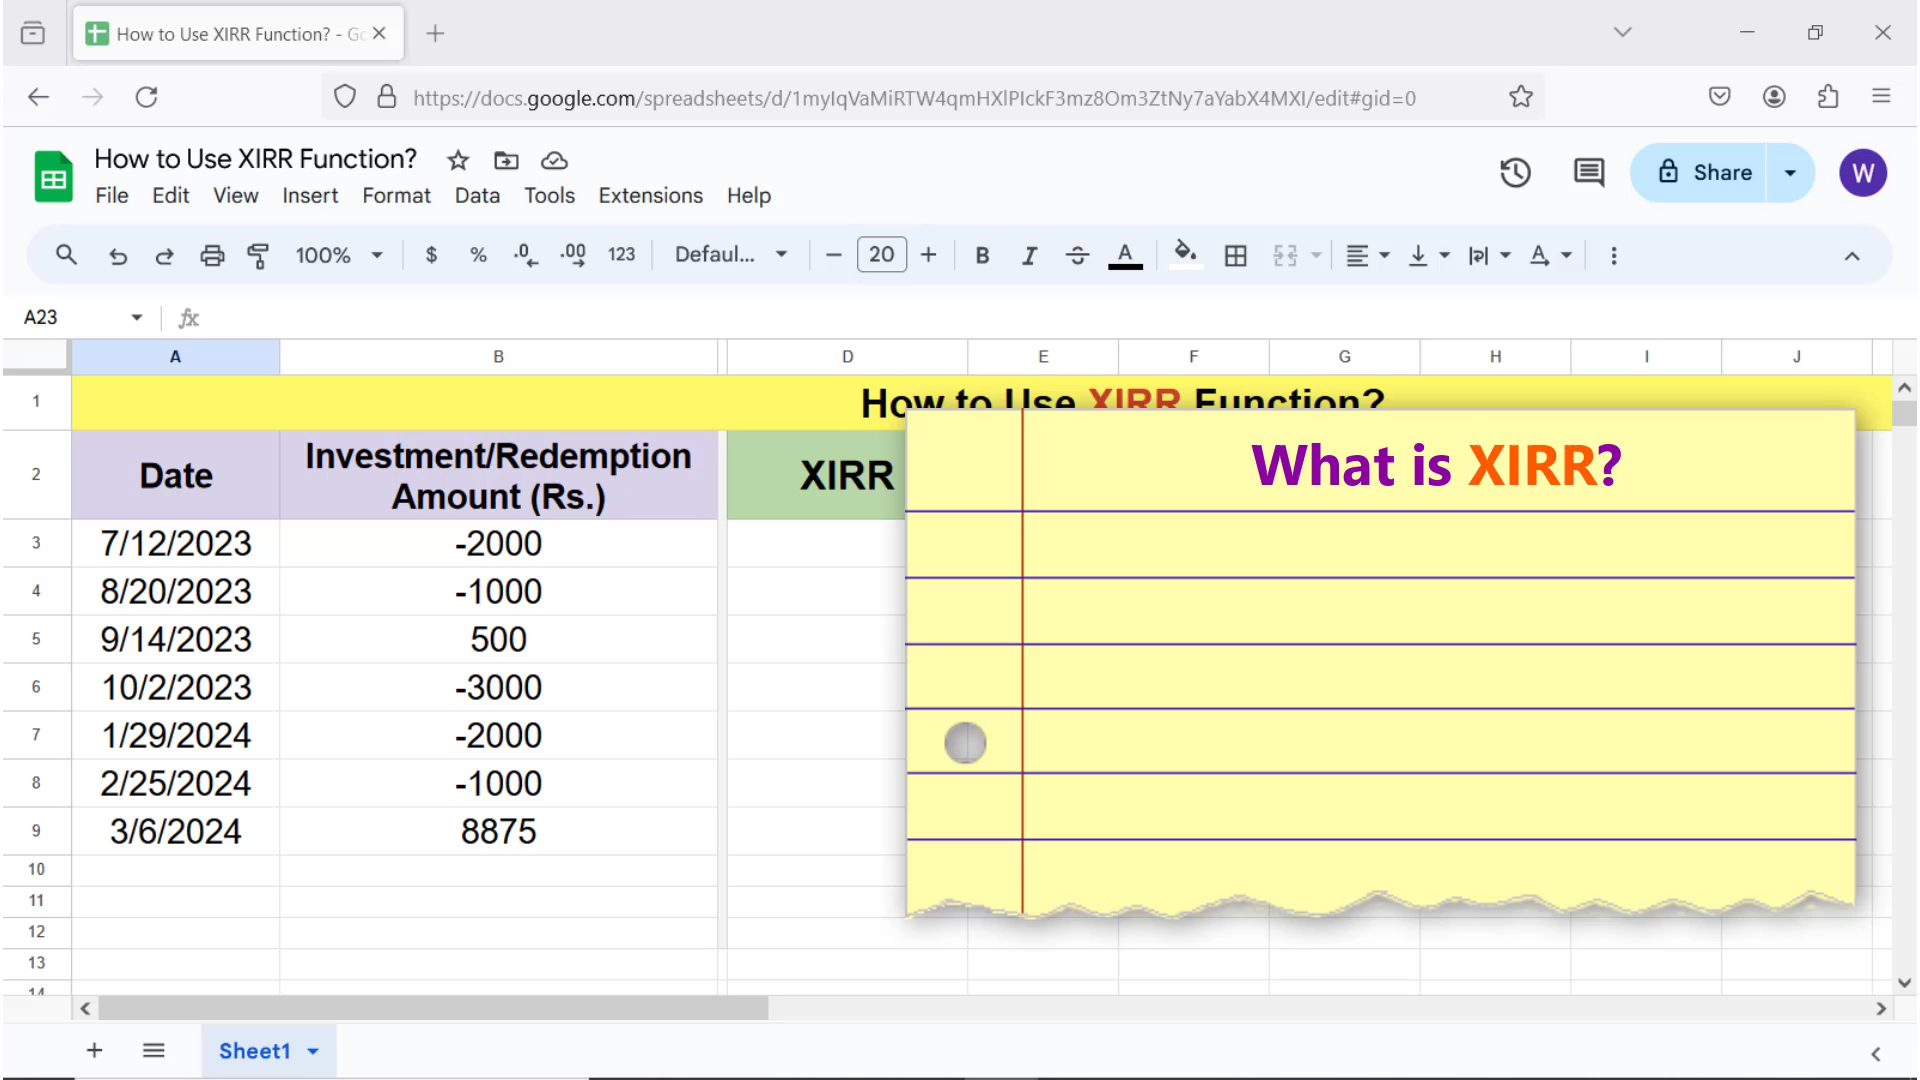 How to Use XIRR Function? - Go
https://docs.google.com/spreadsheets/d/1myIqVaMiRTW4qmHXlPIckF3mz8Om3ZtNy7aYabX4MXI/edit#gid=0
How to Use XIRR Function?
File Edit View Insert Format Data Tools Extensions Help
Share
W
100% $ % .0 .00 123 Defaul... 20 B I S A
A23 fx
A B D E F G H I J
1 How to Use XIRR Function?
2 Date Investment/Redemption Amount (Rs.) XIRR
3 7/12/2023 -2000
4 8/20/2023 -1000
5 9/14/2023 500
6 10/2/2023 -3000
7 1/29/2024 -2000
8 2/25/2024 -1000
9 3/6/2024 8875
10
11
12
13
14
What is XIRR?
Sheet1